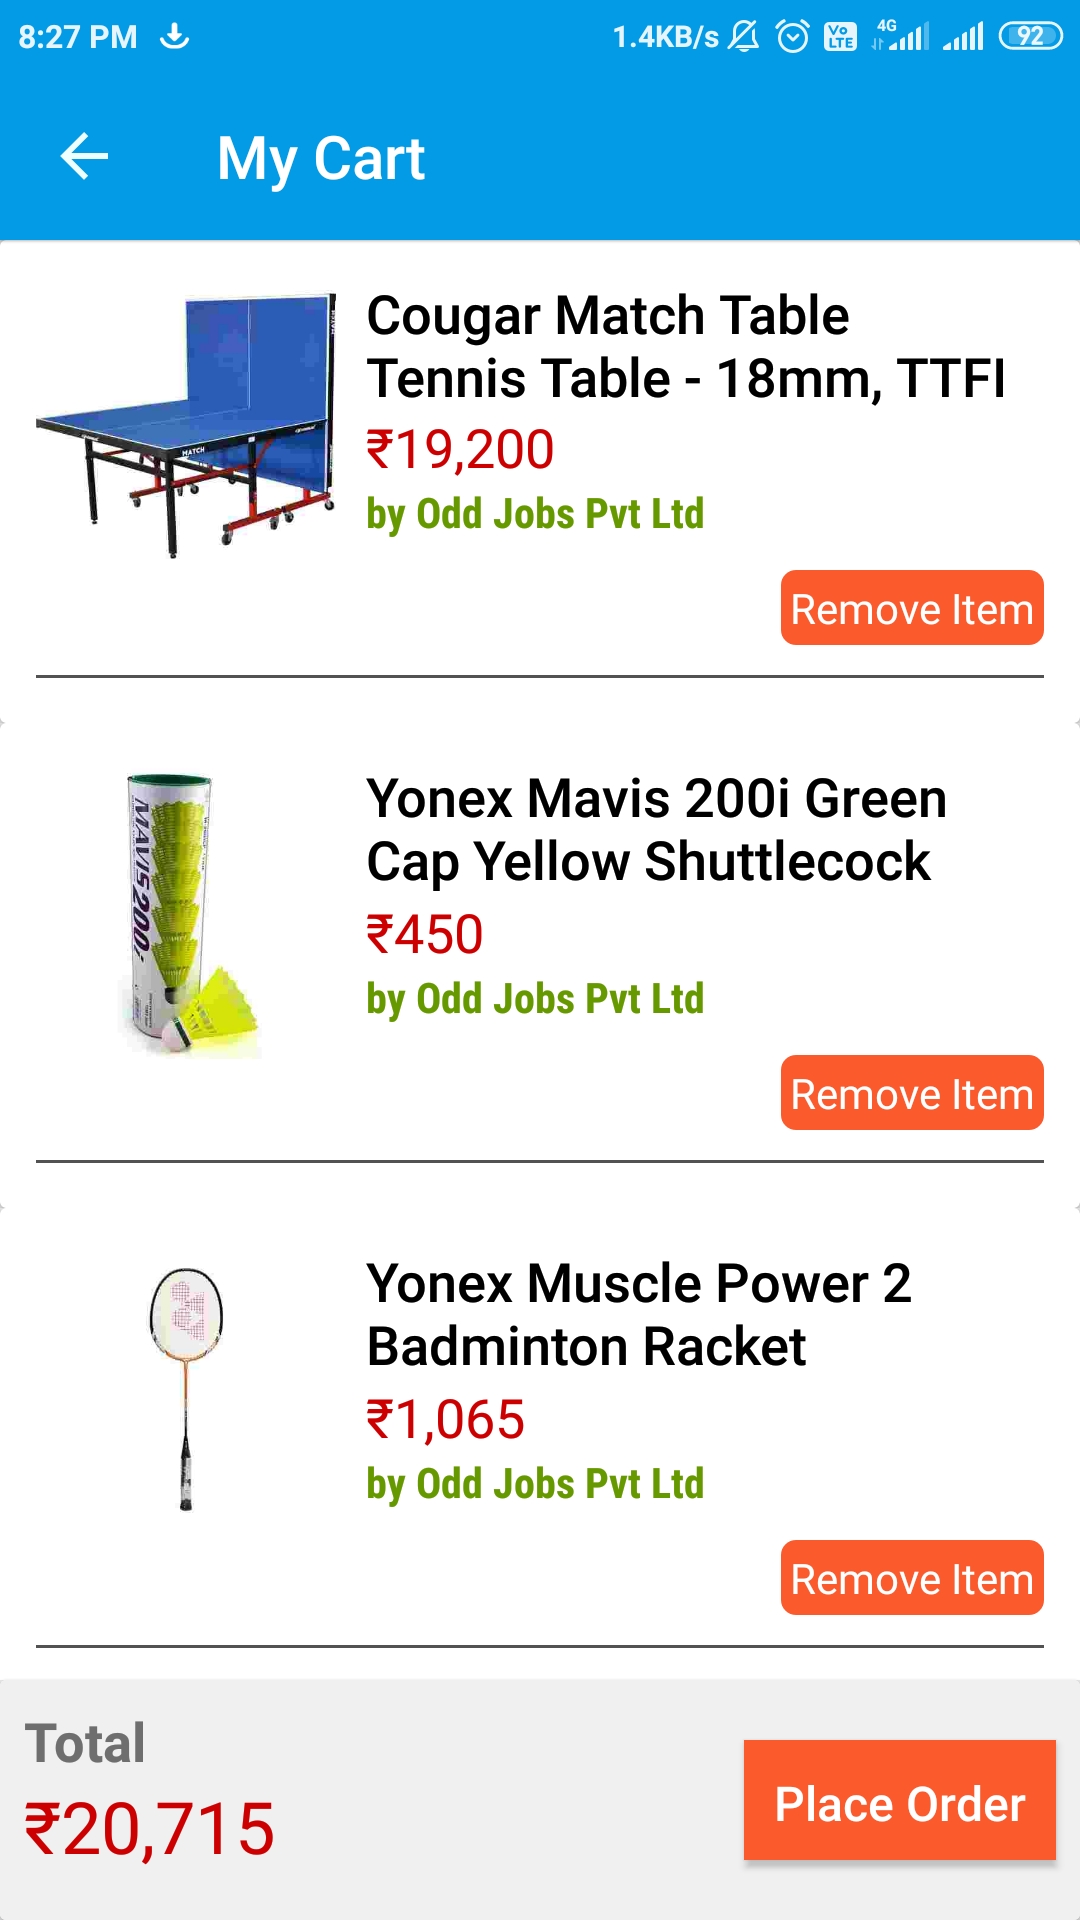 8:27 PM
1.4KB/s
Vo
LTE
4G
92
My Cart
MATCH
Cougar Match Table
Tennis Table - 18mm, TTFI
₹19,200
by Odd Jobs Pvt Ltd
Remove Item
MAVIS200i
Yonex Mavis 200i Green
Cap Yellow Shuttlecock
₹450
by Odd Jobs Pvt Ltd
Remove Item
Yonex Muscle Power 2
Badminton Racket
₹1,065
by Odd Jobs Pvt Ltd
Remove Item
Total
₹20,715
Place Order